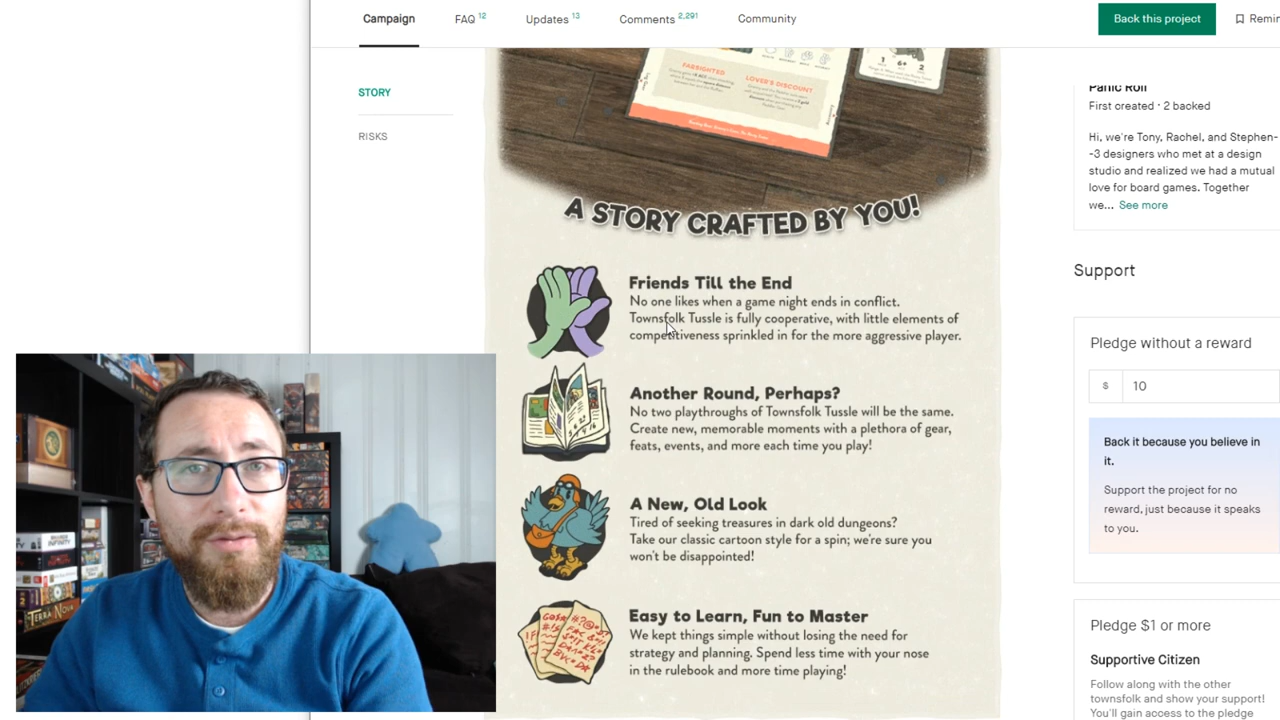 Campaign
FAQ 12
Updates 13
Comments 2,291
Community
Back this project
STORY
RISKS
FARSIGHTED
LOVER'S DISCOUNT
A STORY CRAFTED BY YOU!
Friends Till the End
No one likes when a game night ends in conflict.
Townsfolk Tussle is fully cooperative, with little elements of
competitiveness sprinkled in for the more aggressive player.
Another Round, Perhaps?
No two playthroughs of Townsfolk Tussle will be the same.
Create new, memorable moments with a plethora of gear,
feats, events, and more each time you play!
A New, Old Look
Tired of seeking treasures in dark old dungeons?
Take our classic cartoon style for a spin; we're sure you
won't be disappointed!
Easy to Learn, Fun to Master
We kept things simple without losing the need for
strategy and planning. Spend less time with your nose
in the rulebook and more time playing!
Panic Roll
First created · 2 backed
Hi, we're Tony, Rachel, and Stephen-
-3 designers who met at a design
studio and realized we had a mutual
love for board games. Together
we... See more
Support
Pledge without a reward
$ 10
Back it because you believe in
it.
Support the project for no
reward, just because it speaks
to you.
Pledge $1 or more
Supportive Citizen
Follow along with the other
townsfolk and show your support!
You'll gain access to the pledge
TERRA NOVA